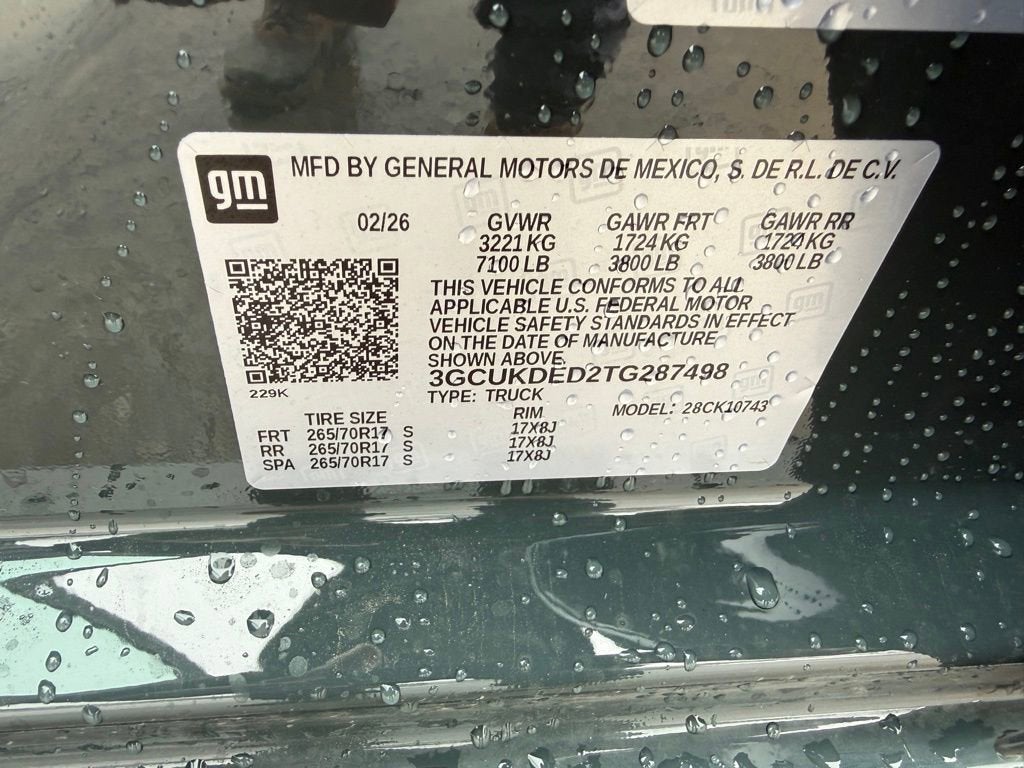 gm
MFD BY GENERAL MOTORS DE MEXICO, S. DE R.L. DE C.V.
02/26 GVWR GAWR FRT GAWR RR
3221 KG 1724 KG 1724 KG
7100 LB 3800 LB 3800 LB
THIS VEHICLE CONFORMS TO ALL
APPLICABLE U.S. FEDERAL MOTOR
VEHICLE SAFETY STANDARDS IN EFFECT
ON THE DATE OF MANUFACTURE
SHOWN ABOVE.
3GCUKDED2TG287498
229K
TYPE: TRUCK
MODEL: 28CK10743
TIRE SIZE RIM
FRT 265/70R17 S 17X8J
RR 265/70R17 S 17X8J
SPA 265/70R17 S 17X8J